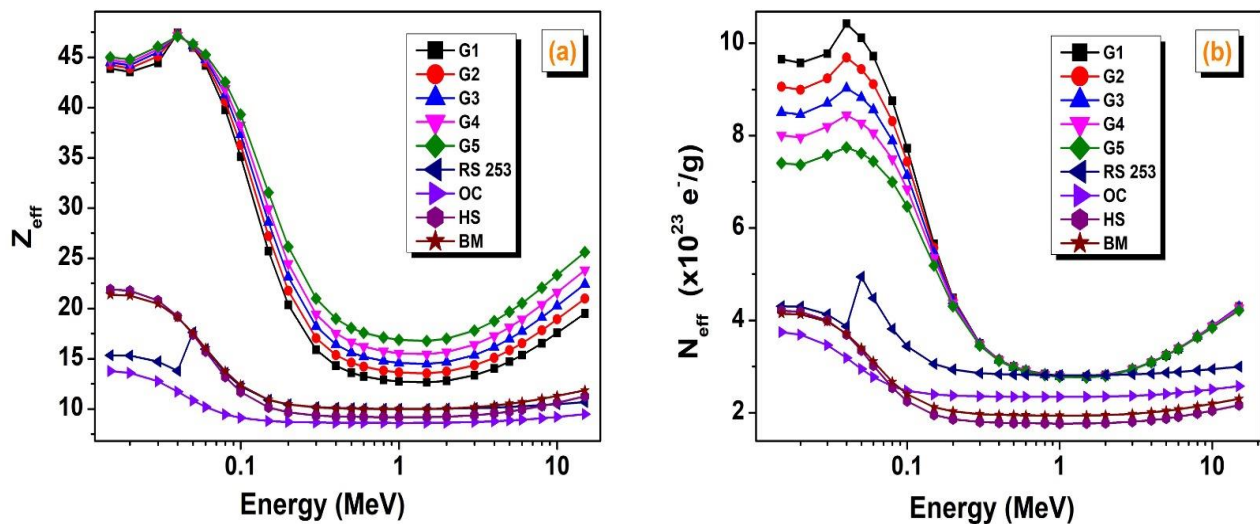 (a)
Z_eff
45
40
35
30
25
20
15
10
0.1
1
10
Energy (MeV)
G1
G2
G3
G4
G5
RS 253
OC
HS
BM
(b)
N_eff (x10²³ e⁻/g)
10
8
6
4
2
0.1
1
10
Energy (MeV)
G1
G2
G3
G4
G5
RS 253
OC
HS
BM